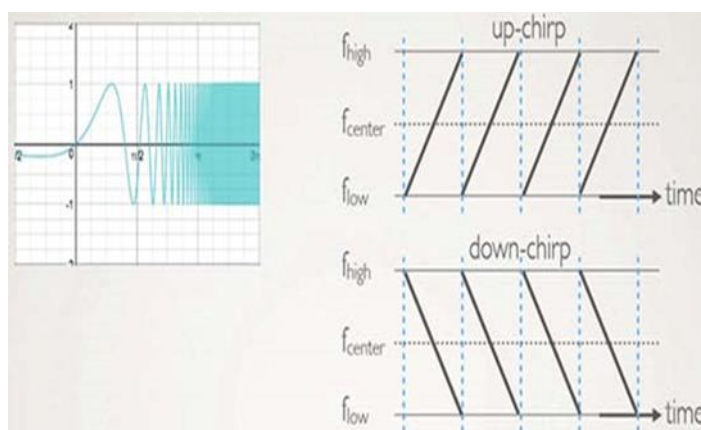 2
1
0
π/2
π
-1
up-chirp
fhigh
fcenter
flow
time
down-chirp
fhigh
fcenter
flow
time